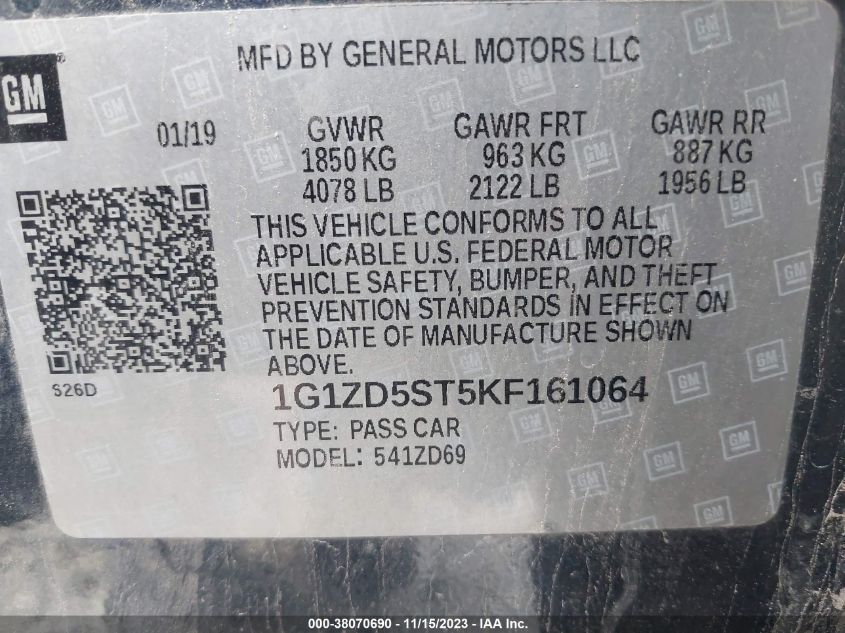 MFD BY GENERAL MOTORS LLC
GM
01/19
GVWR
1850 KG
4078 LB
GAWR FRT
963 KG
2122 LB
GAWR RR
887 KG
1956 LB
THIS VEHICLE CONFORMS TO ALL
APPLICABLE U.S. FEDERAL MOTOR
VEHICLE SAFETY, BUMPER, AND THEFT
PREVENTION STANDARDS IN EFFECT ON
THE DATE OF MANUFACTURE SHOWN
ABOVE.
S26D
1G1ZD5ST5KF161064
TYPE: PASS CAR
MODEL: 541ZD69
000-38070690 - 11/15/2023 - IAA Inc.